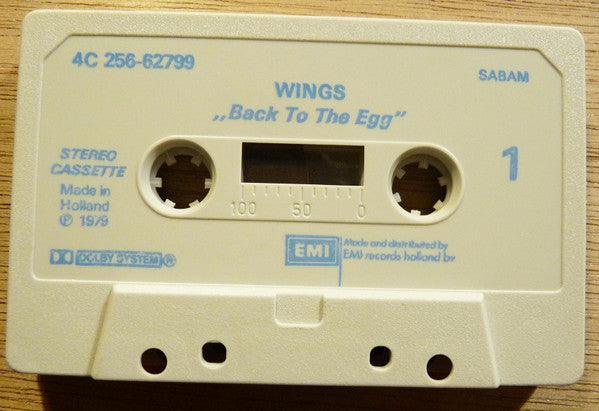 4C 256-62799
SABAM
WINGS
„Back To The Egg”
STEREO
CASSETTE
1
Made in
Holland
℗ 1979
100 50 0
EMI
Made and distributed by
EMI records holland bv
DOLBY SYSTEM ®